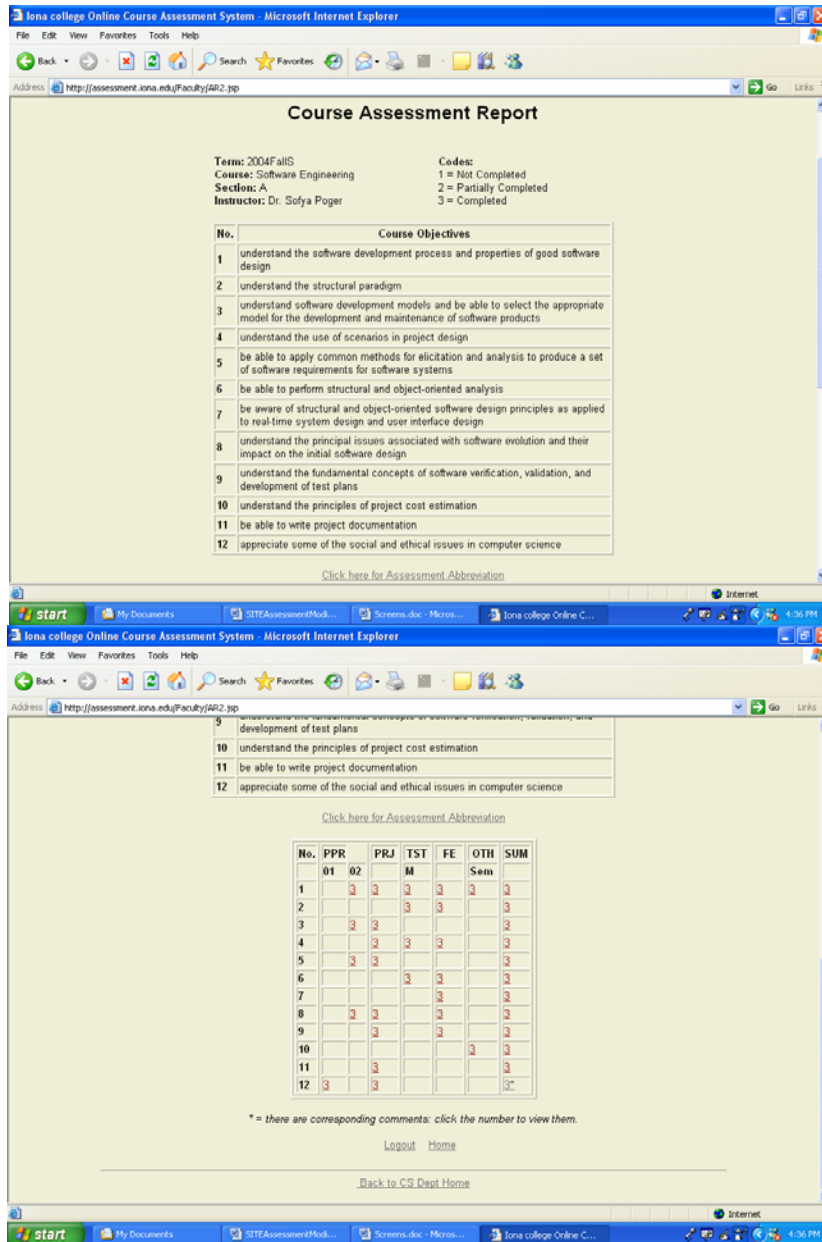 Iona college Online Course Assessment System - Microsoft Internet Explorer
File Edit View Favorites Tools Help
Back Search Favorites
Address http://assessment.iona.edu/Faculty/AR2.jsp Go Links
Course Assessment Report
Term: 2004FallS Codes:
Course: Software Engineering 1 = Not Completed
Section: A 2 = Partially Completed
Instructor: Dr. Sofya Poger 3 = Completed
No. Course Objectives
1 understand the software development process and properties of good software
design
2 understand the structural paradigm
3 understand software development models and be able to select the appropriate
model for the development and maintenance of software products
4 understand the use of scenarios in project design
5 be able to apply common methods for elicitation and analysis to produce a set
of software requirements for software systems
6 be able to perform structural and object-oriented analysis
7 be aware of structural and object-oriented software design principles as applied
to real-time system design and user interface design
8 understand the principal issues associated with software evolution and their
impact on the initial software design
9 understand the fundamental concepts of software verification, validation, and
development of test plans
10 understand the principles of project cost estimation
11 be able to write project documentation
12 appreciate some of the social and ethical issues in computer science
Click here for Assessment Abbreviation
Internet
start My Documents SITEAssessmentModi... Screens.doc - Micros... Iona college Online C... 4:36 PM
Iona college Online Course Assessment System - Microsoft Internet Explorer
File Edit View Favorites Tools Help
Back Search Favorites
Address http://assessment.iona.edu/Faculty/AR2.jsp Go Links
9 understand the fundamental concepts of software verification, validation, and
development of test plans
10 understand the principles of project cost estimation
11 be able to write project documentation
12 appreciate some of the social and ethical issues in computer science
Click here for Assessment Abbreviation
No. PPR PRJ TST FE OTH SUM
01 02 M Sem
1 3 3 3 3 3 3
2 3 3 3
3 3 3 3
4 3 3 3 3
5 3 3 3
6 3 3 3
7 3 3
8 3 3 3 3
9 3 3 3
10 3 3
11 3 3
12 3 3 3*
* = there are corresponding comments: click the number to view them.
Logout Home
Back to CS Dept Home
Internet
start My Documents SITEAssessmentModi... Screens.doc - Micros... Iona college Online C... 4:36 PM